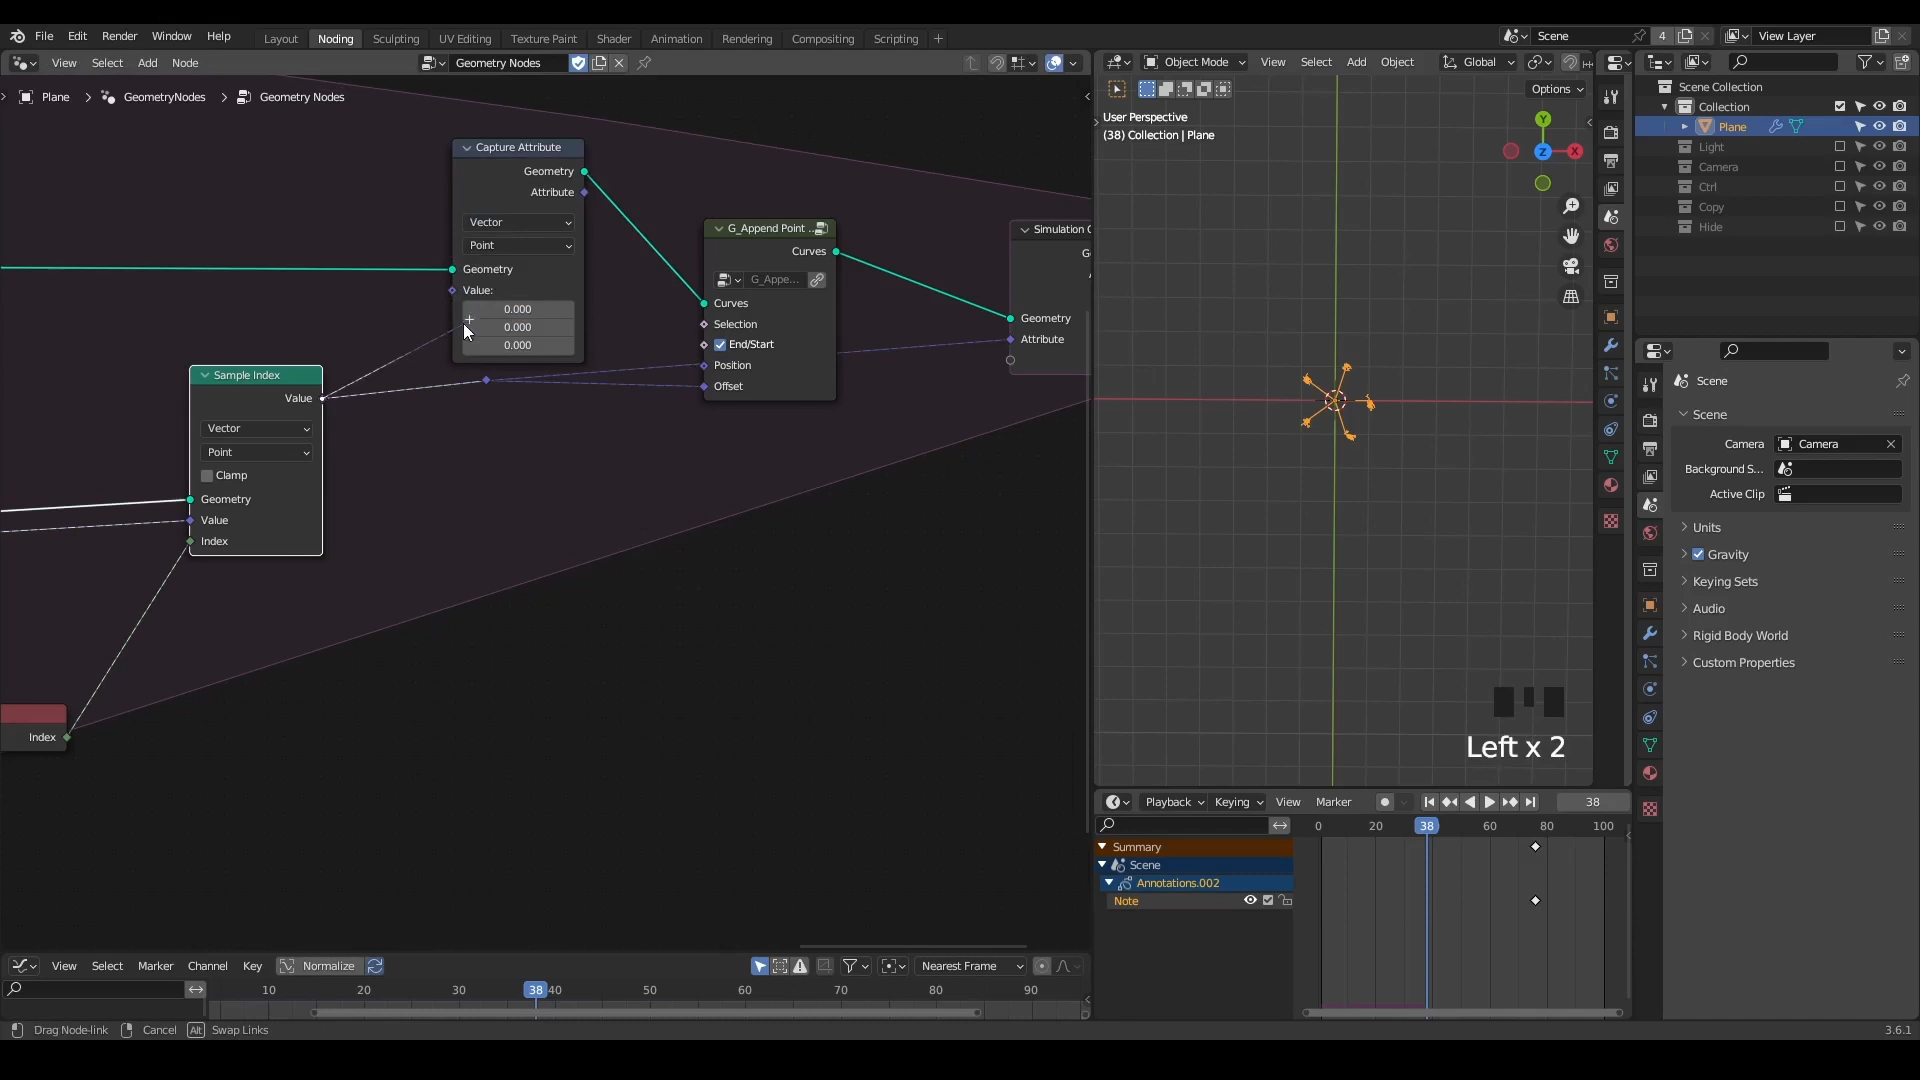 File Edit Render Window Help
Layout Noding Sculpting UV Editing Texture Paint Shader Animation Rendering Compositing Scripting
Scene 4 View Layer
View Select Add Node
Geometry Nodes
Object Mode View Select Add Object Global
Options
Plane GeometryNodes Geometry Nodes
User Perspective
(38) Collection | Plane
Y
Z
X
Scene Collection
Collection
Plane
Light
Camera
Ctrl
Copy
Hide
Capture Attribute
Geometry
Attribute
Vector
Point
Geometry
Value:
0.000
0.000
0.000
G_Append Point ..
Curves
G_Appe...
Curves
Selection
End/Start
Position
Offset
Simulation
Geometry
Attribute
Sample Index
Value
Vector
Point
Clamp
Geometry
Value
Index
Index
Scene
Scene
Camera Camera
Background S...
Active Clip
Units
Gravity
Keying Sets
Audio
Rigid Body World
Custom Properties
Left x 2
Playback Keying View Marker 38
0 20 38 60 80 100
Summary
Scene
Annotations.002
Note
View Select Marker Channel Key Normalize Nearest Frame
10 20 30 38 40 50 60 70 80 90
Drag Node-link Cancel Alt Swap Links 3.6.1